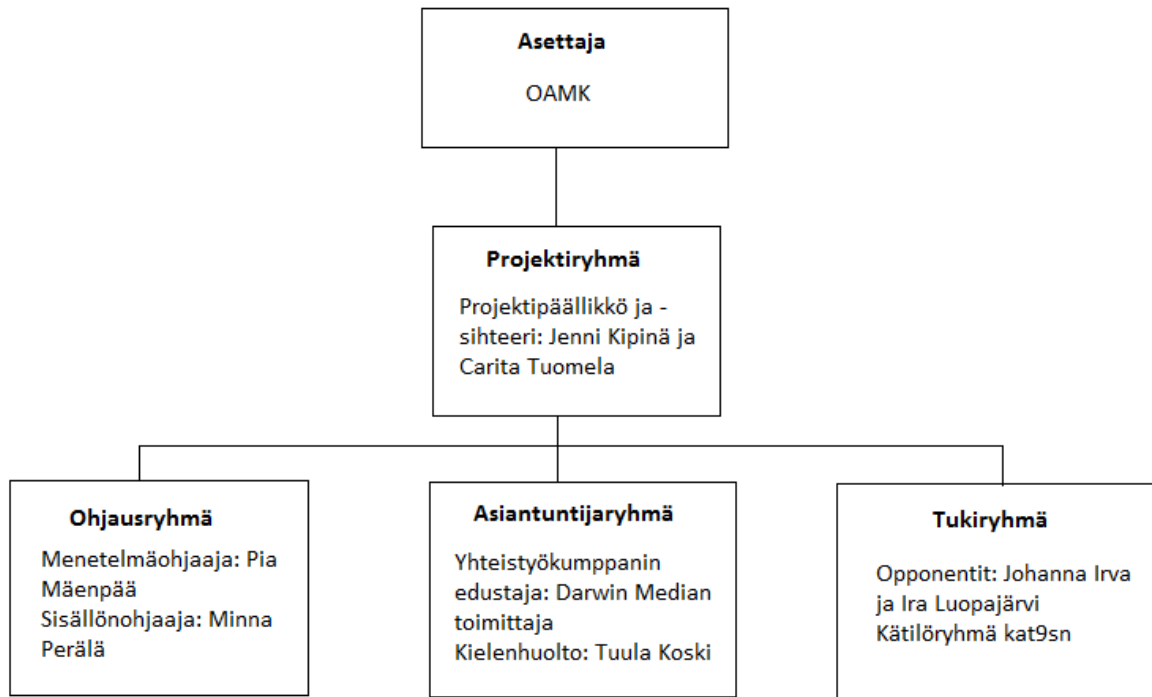 Asettaja
OAMK
Projektiryhmä
Projektipäällikkö ja -
sihteeri: Jenni Kipinä ja
Carita Tuomela
Ohjausryhmä
Menetelmäohjaaja: Pia
Mäenpää
Sisällönohjaaja: Minna
Perälä
Asiantuntijaryhmä
Yhteistyökumppanin
edustaja: Darwin Median
toimittaja
Kielenhuolto: Tuula Koski
Tukiryhmä
Opponentit: Johanna Irva
ja Ira Luopajärvi
Kätilöryhmä kat9sn